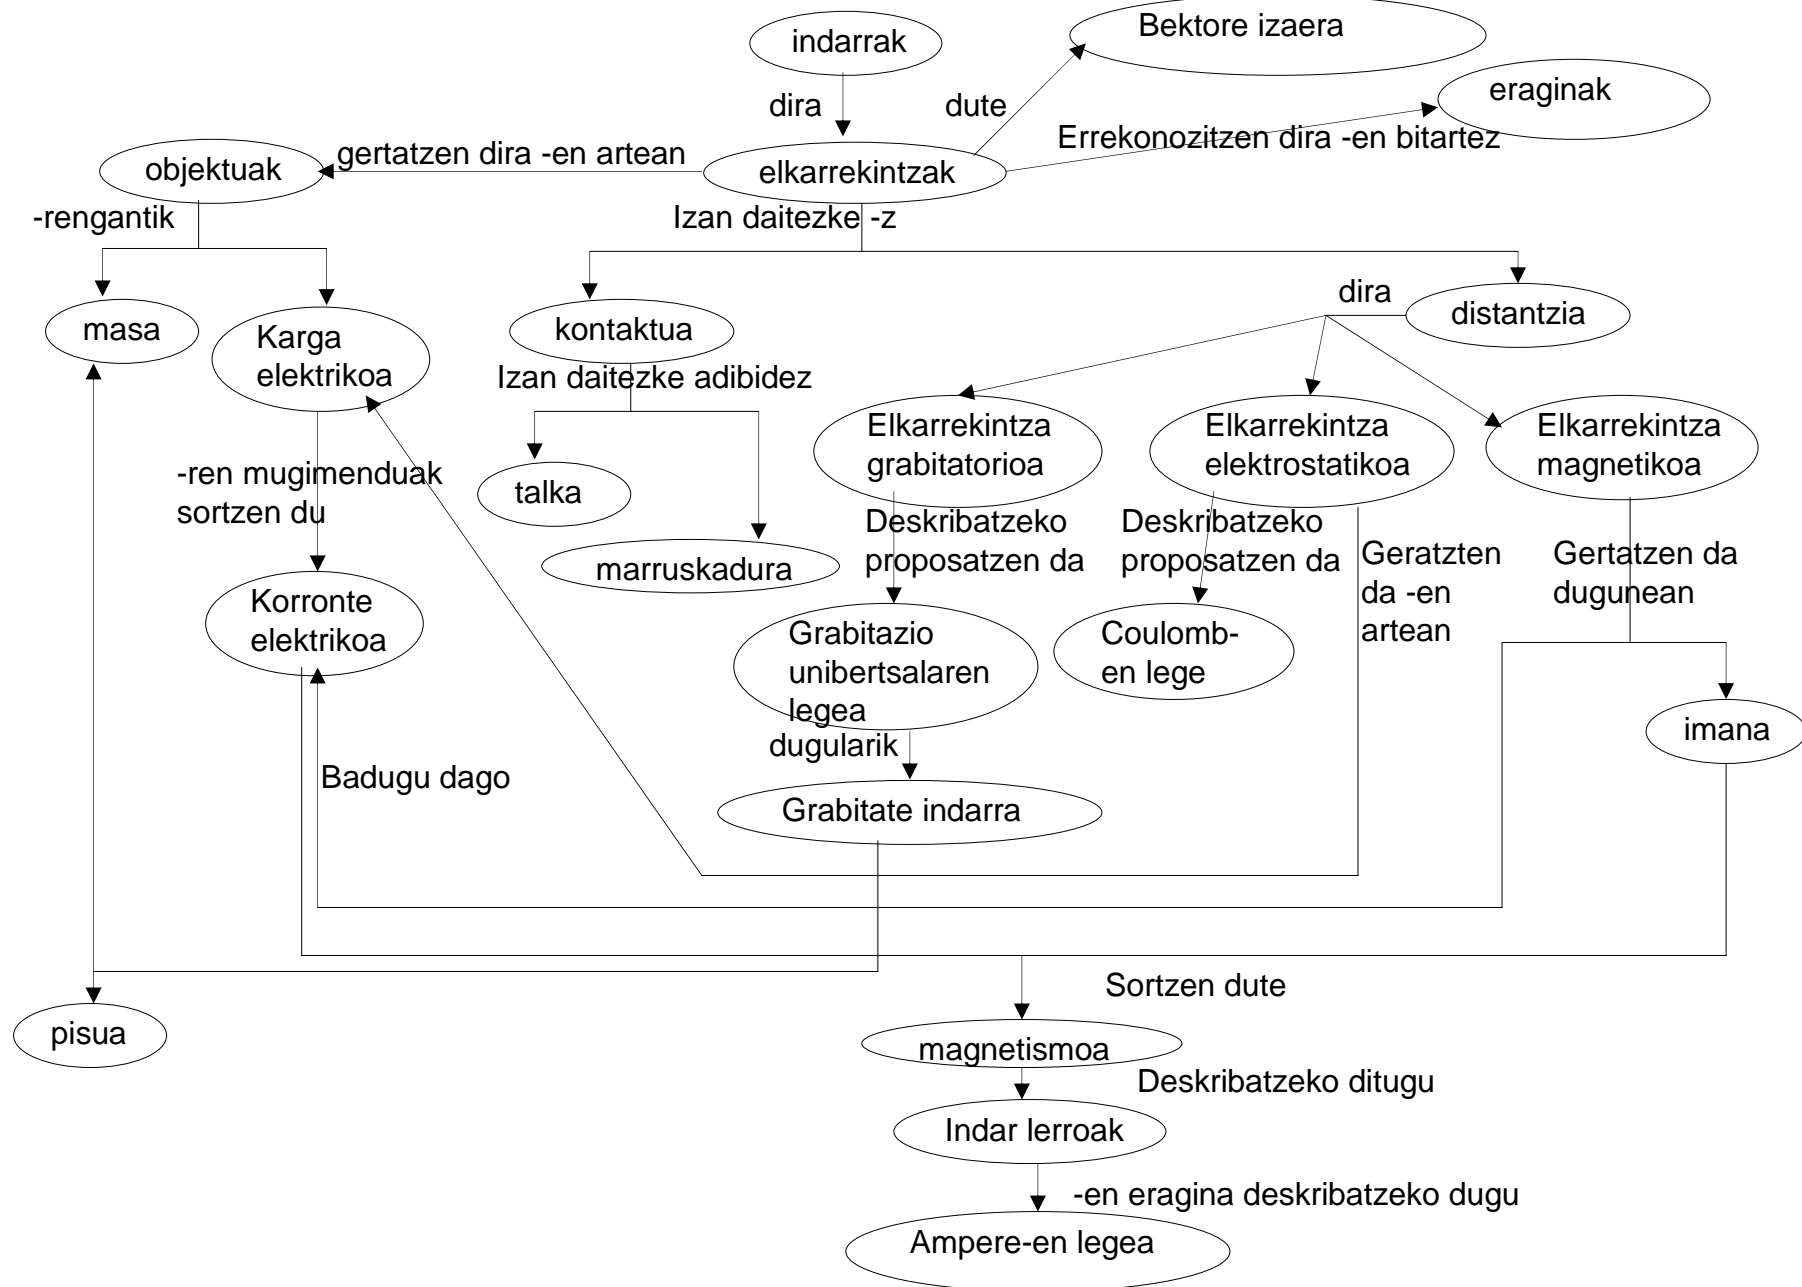 indarrak
Bektore izaera
dira
dute
eraginak
Errekonozitzen dira -en bitartez
objektuak
gertatzen dira -en artean
elkarrekintzak
-rengantik
Izan daitezke -z
masa
Karga
elektrikoa
kontaktua
dira
distantzia
Izan daitezke adibidez
-ren mugimenduak
sortzen du
talka
marruskadura
Elkarrekintza
grabitatorioa
Elkarrekintza
elektrostatikoa
Elkarrekintza
magnetikoa
Deskribatzeko
proposatzen da
Deskribatzeko
proposatzen da
Geratzten
da -en
artean
Gertatzen da
dugunean
Korronte
elektrikoa
Grabitazio
unibertsalaren
legea
Coulomb-
en lege
imana
dugularik
Badugu dago
Grabitate indarra
pisua
Sortzen dute
magnetismoa
Deskribatzeko ditugu
Indar lerroak
-en eragina deskribatzeko dugu
Ampere-en legea